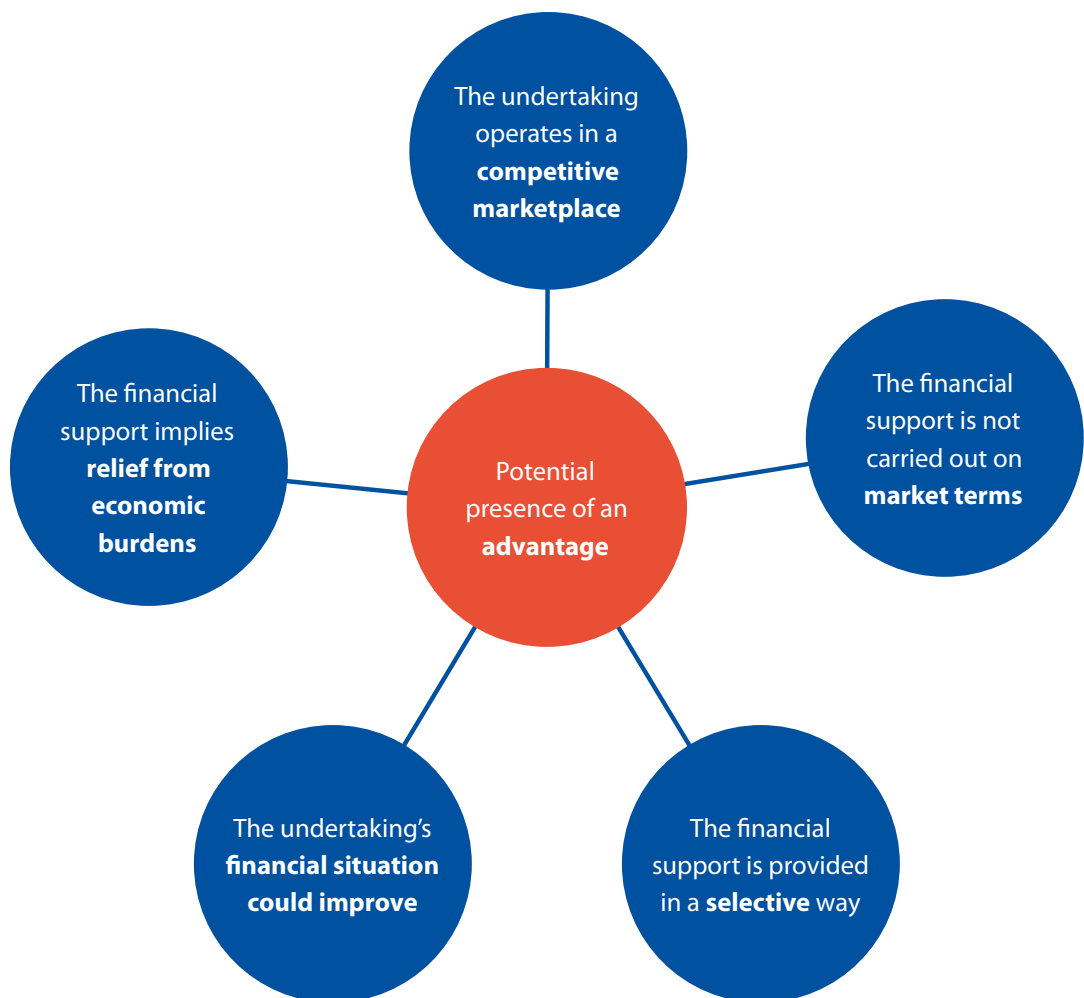 The undertaking
operates in a
competitive
marketplace
The financial
support implies
relief from
economic
burdens
The financial
support is not
carried out on
market terms
Potential
presence of an
advantage
The undertaking’s
financial situation
could improve
The financial
support is provided
in a selective way